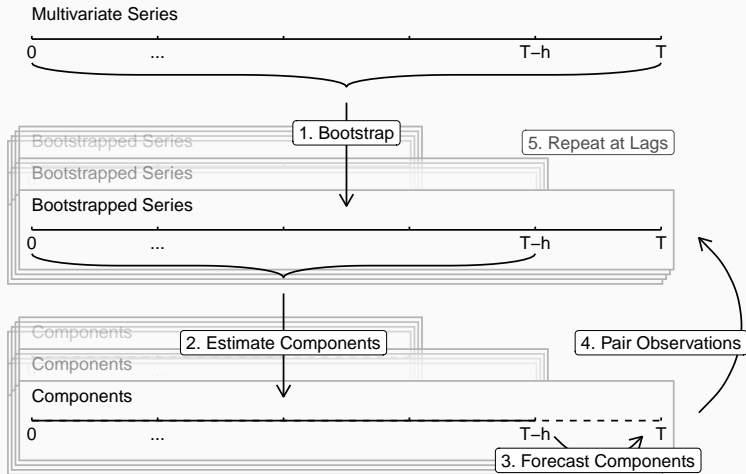 Multivariate Series
0 ... T−h T
1. Bootstrap
Bootstrapped Series
5. Repeat at Lags
Bootstrapped Series
Bootstrapped Series
0 ... T−h T
2. Estimate Components
Components
4. Pair Observations
Components
Components
0 ... T−h T
3. Forecast Components